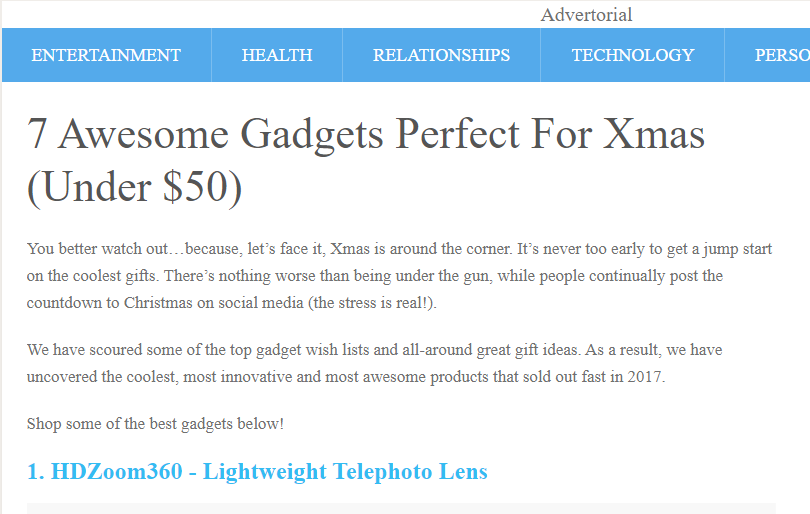 Advertorial
ENTERTAINMENT HEALTH RELATIONSHIPS TECHNOLOGY PERSO
7 Awesome Gadgets Perfect For Xmas
(Under $50)
You better watch out…because, let’s face it, Xmas is around the corner. It’s never too early to get a jump start
on the coolest gifts. There’s nothing worse than being under the gun, while people continually post the
countdown to Christmas on social media (the stress is real!).
We have scoured some of the top gadget wish lists and all-around great gift ideas. As a result, we have
uncovered the coolest, most innovative and most awesome products that sold out fast in 2017.
Shop some of the best gadgets below!
1. HDZoom360 - Lightweight Telephoto Lens